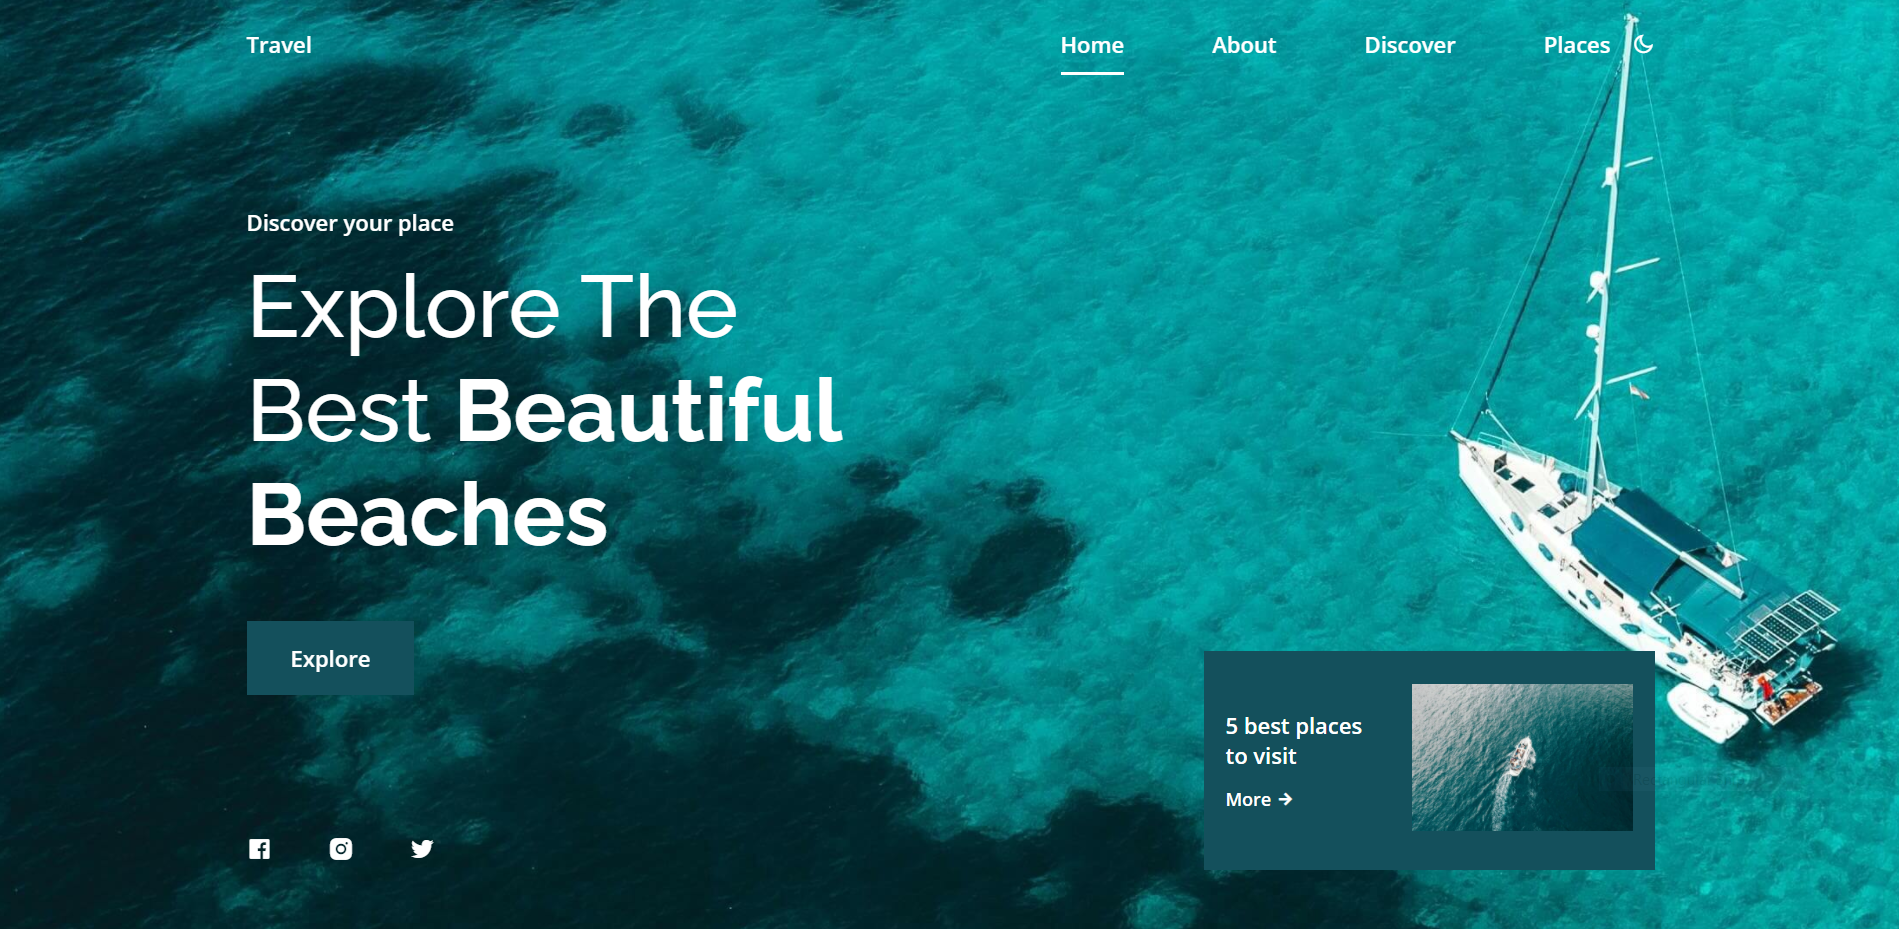 Travel
Home
About
Discover
Places
Discover your place
Explore The
Best Beautiful
Beaches
Explore
5 best places
to visit
More